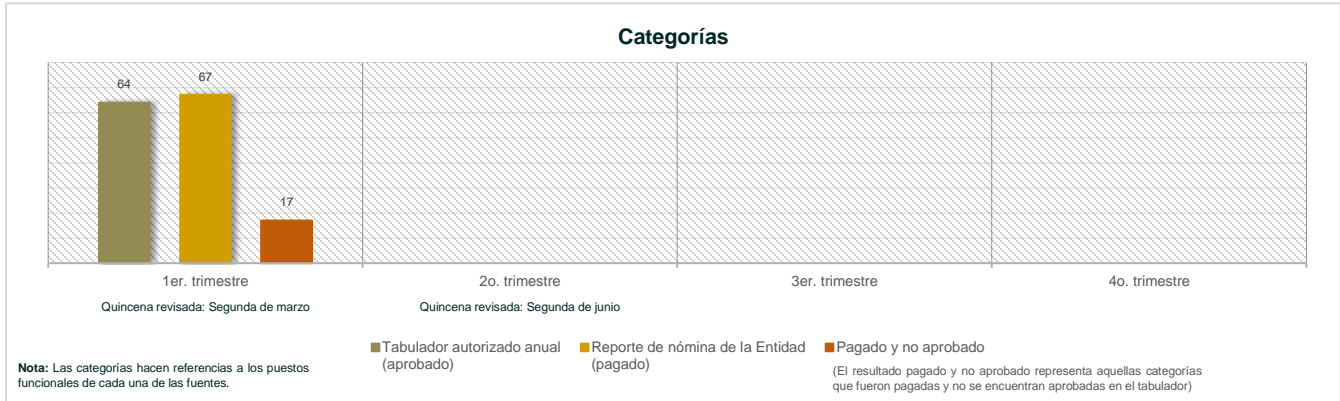 Categorías
64
67
17
1er. trimestre
2o. trimestre
3er. trimestre
4o. trimestre
Quincena revisada: Segunda de marzo
Quincena revisada: Segunda de junio
Tabulador autorizado anual
(aprobado)
Reporte de nómina de la Entidad
(pagado)
Pagado y no aprobado
(El resultado pagado y no aprobado representa aquellas categorías
que fueron pagadas y no se encuentran aprobadas en el tabulador)
Nota: Las categorías hacen referencias a los puestos
funcionales de cada una de las fuentes.